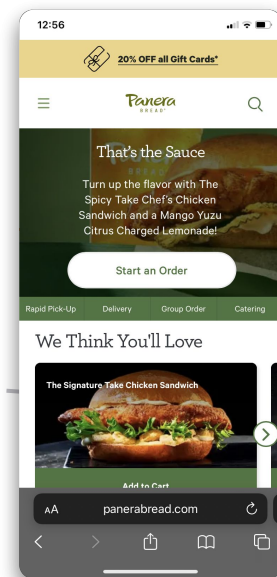 12:56
20% OFF all Gift Cards*
Panera
BREAD®
That's the Sauce
Turn up the flavor with The
Spicy Take Chef's Chicken
Sandwich and a Mango Yuzu
Citrus Charged Lemonade!
Start an Order
Rapid Pick-Up Delivery Group Order Catering
We Think You'll Love
The Signature Take Chicken Sandwich
Add to Cart
AA panerabread.com